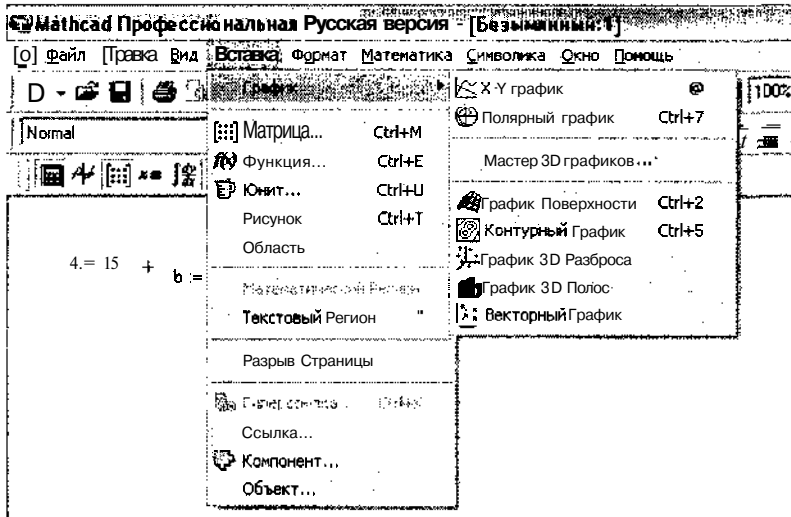 Mathcad Профессиональная Русская версия - [Безымянный:1]
[o] Файл Правка Вид Вставка Формат Математика Символика Окно Помощь
D 100%
Normal
График
Матрица... Ctrl+M
Функция... Ctrl+E
Юнит... Ctrl+U
Рисунок Ctrl+T
Область
Математический Регион
Текстовый Регион "
Разрыв Страницы
Ссылка...
Компонент...
Объект...
X-Y график @
Полярный график Ctrl+7
Мастер 3D графиков...
График Поверхности Ctrl+2
Контурный График Ctrl+5
График 3D Разброса
График 3D Полос
Векторный График
4.= 15 + b :=